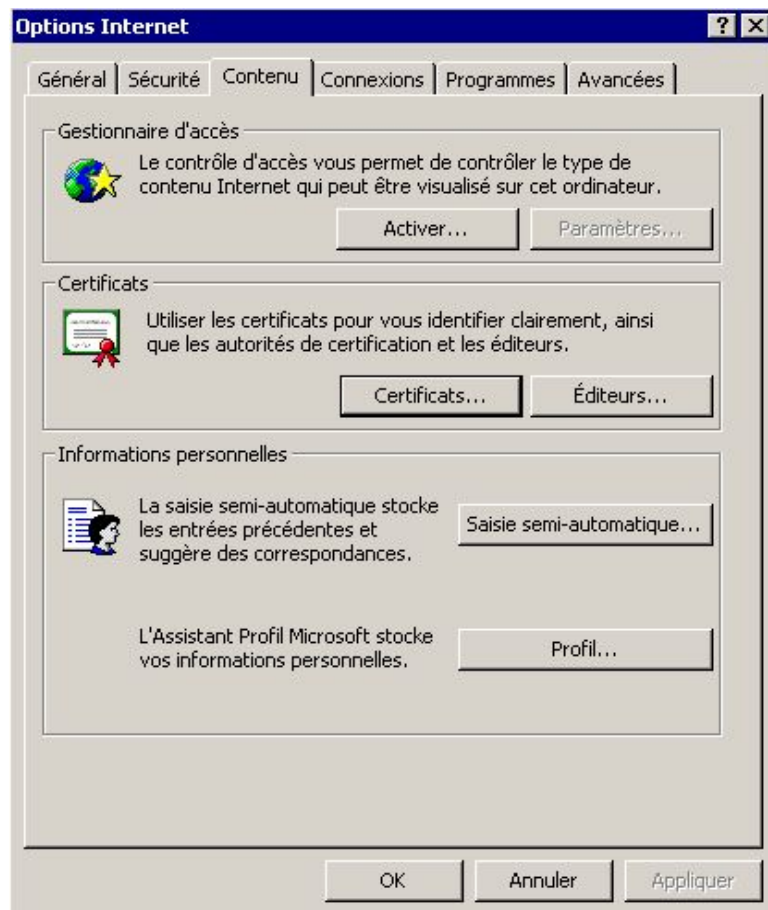 Options Internet
Général Sécurité Contenu Connexions Programmes Avancées
Gestionnaire d'accès
Le contrôle d'accès vous permet de contrôler le type de
contenu Internet qui peut être visualisé sur cet ordinateur.
Activer... Paramètres...
Certificats
Utiliser les certificats pour vous identifier clairement, ainsi
que les autorités de certification et les éditeurs.
Certificats... Éditeurs...
Informations personnelles
La saisie semi-automatique stocke
les entrées précédentes et
suggère des correspondances.
Saisie semi-automatique...
L'Assistant Profil Microsoft stocke
vos informations personnelles.
Profil...
OK Annuler Appliquer